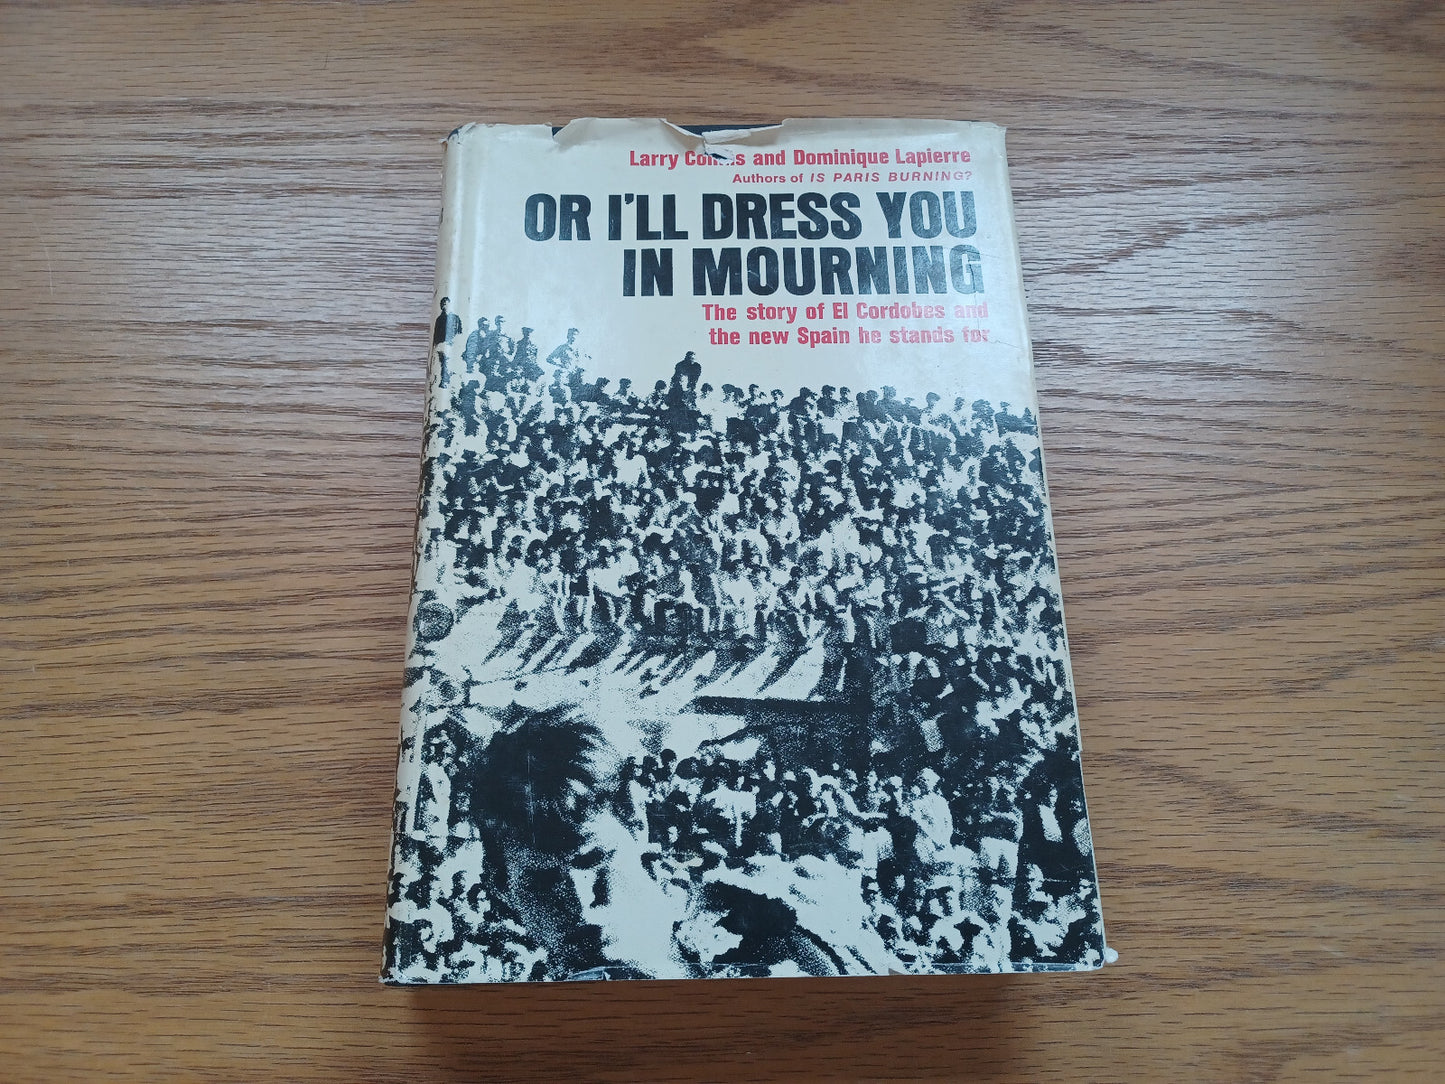 Larry Collins and Dominique Lapierre
Authors of IS PARIS BURNING?
OR I'LL DRESS YOU
IN MOURNING
The story of El Cordobes and
the new Spain he stands for